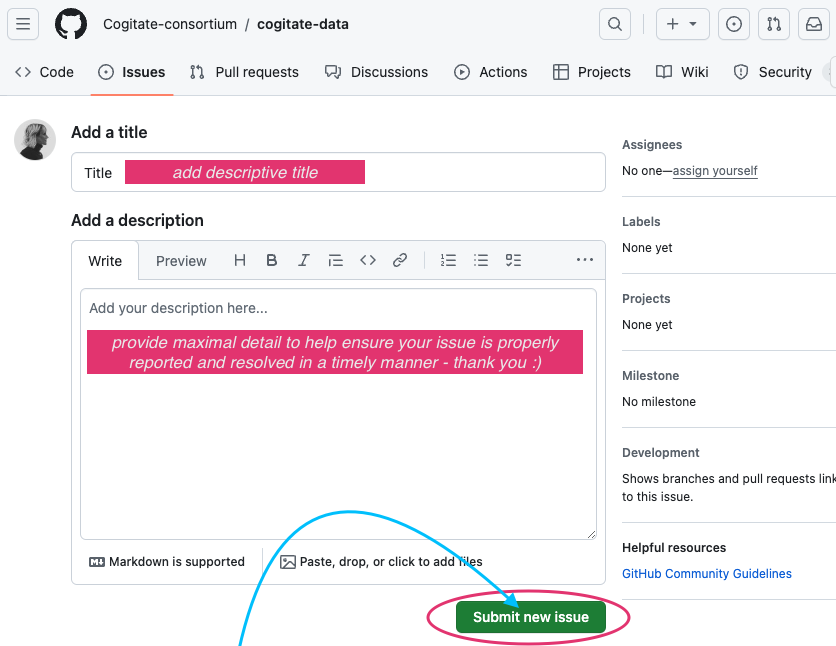 Cogitate-consortium / cogitate-data
Code Issues Pull requests Discussions Actions Projects Wiki Security
Add a title
Title add descriptive title
Add a description
Write Preview H B I
Add your description here...
provide maximal detail to help ensure your issue is properly
reported and resolved in a timely manner - thank you :)
Markdown is supported Paste, drop, or click to add files
Submit new issue
Assignees
No one—assign yourself
Labels
None yet
Projects
None yet
Milestone
No milestone
Development
Shows branches and pull requests link
to this issue.
Helpful resources
GitHub Community Guidelines